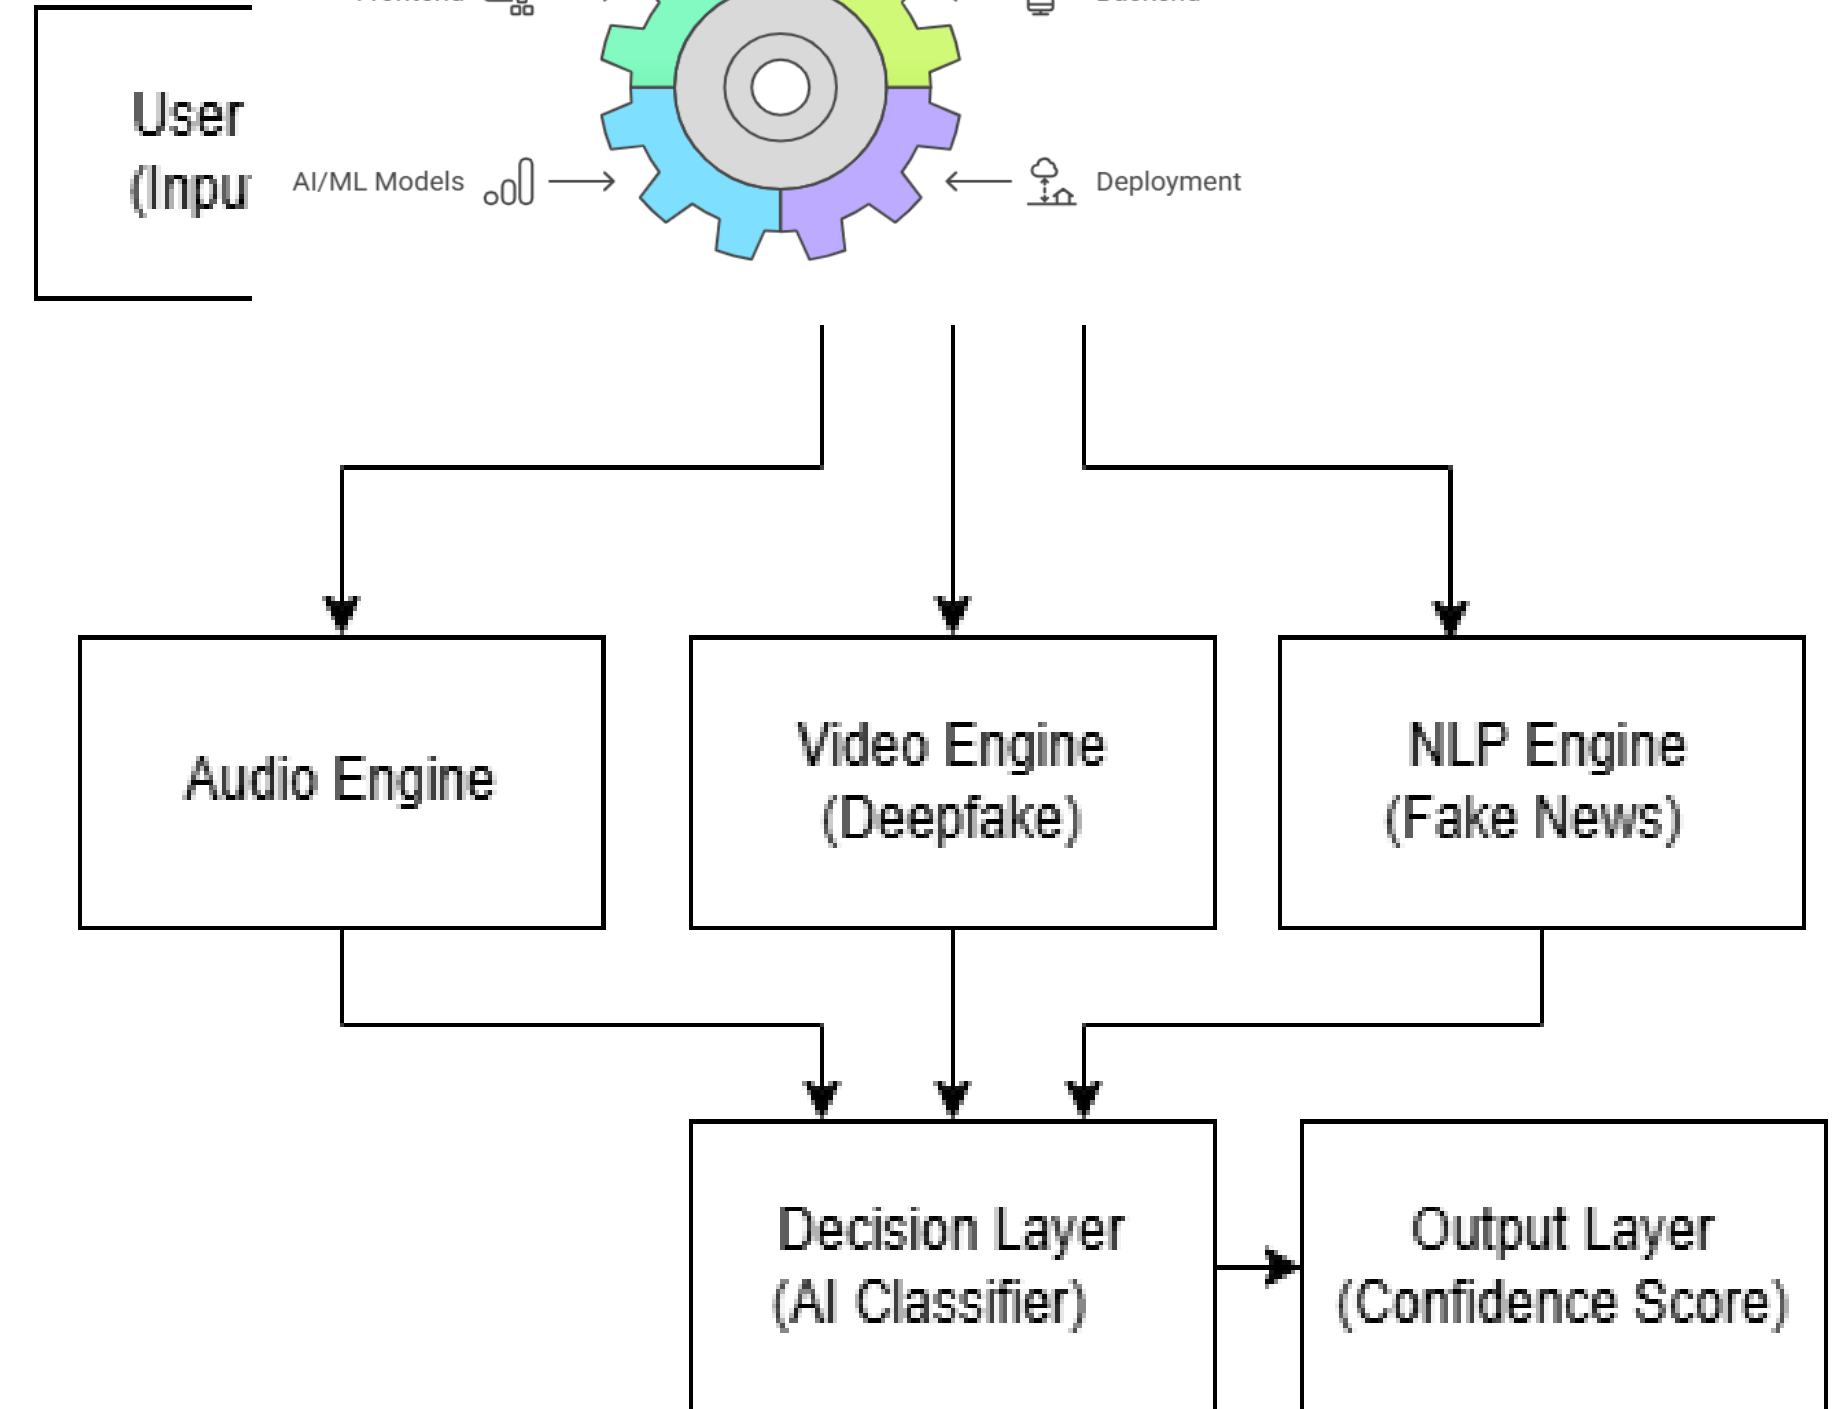 User
AI/ML Models
Deployment
Audio Engine
Video Engine
(Deepfake)
NLP Engine
(Fake News)
Decision Layer
(AI Classifier)
Output Layer
(Confidence Score)